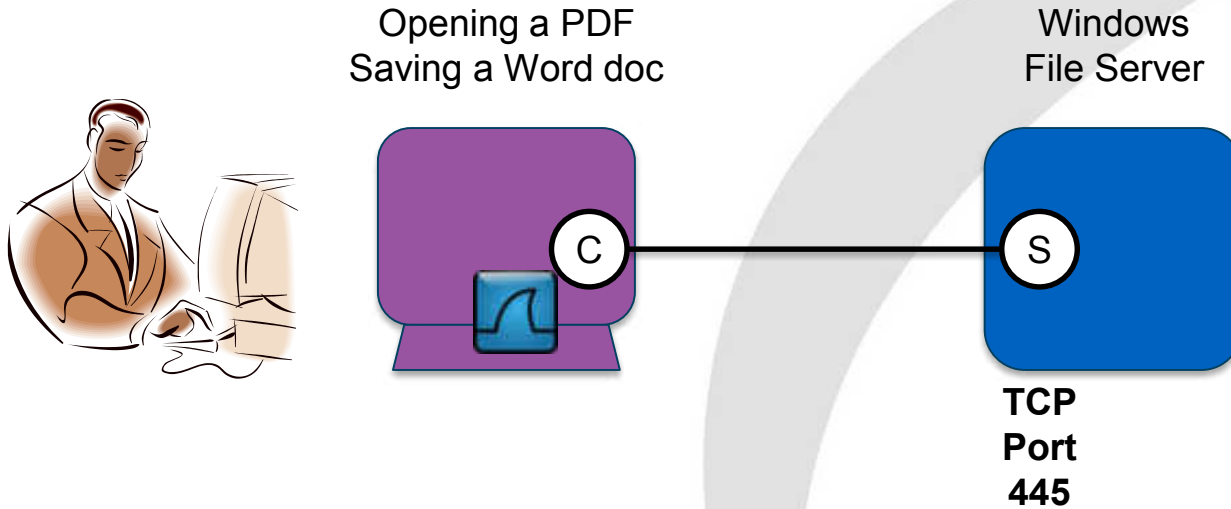 Opening a PDF
Saving a Word doc
Windows
File Server
C
S
TCP
Port
445